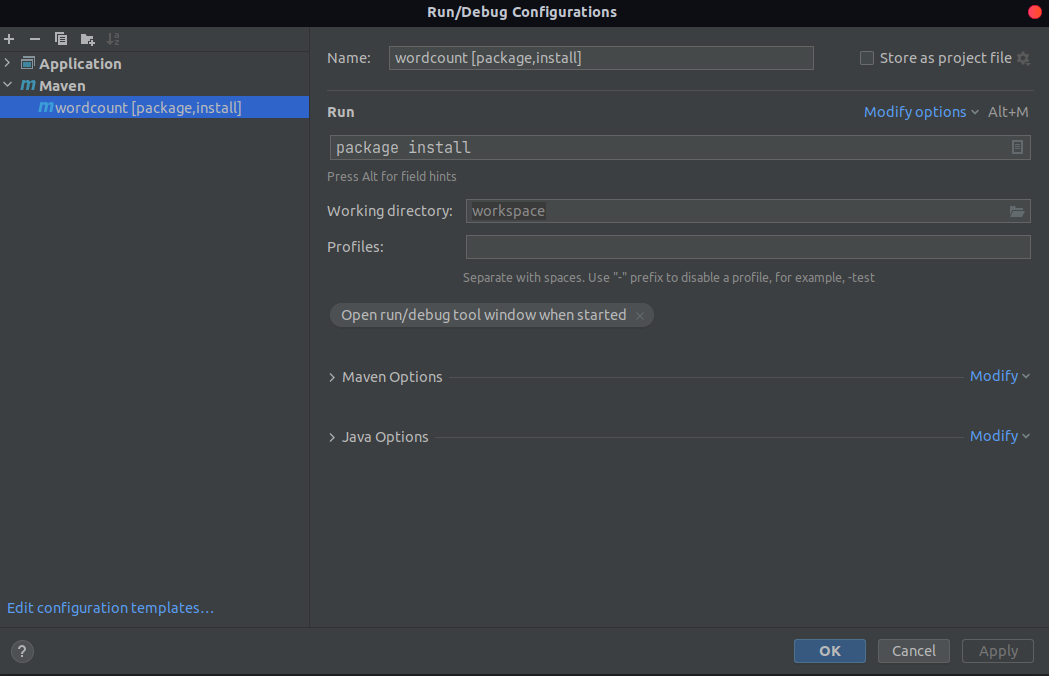 Run/Debug Configurations
Application
Maven
wordcount [package,install]
Edit configuration templates...
Name: wordcount [package,install] Store as project file
Run Modify options Alt+M
package install
Press Alt for field hints
Working directory: workspace
Profiles:
Separate with spaces. Use "-" prefix to disable a profile, for example, -test
Open run/debug tool window when started ×
Maven Options Modify
Java Options Modify
? OK Cancel Apply